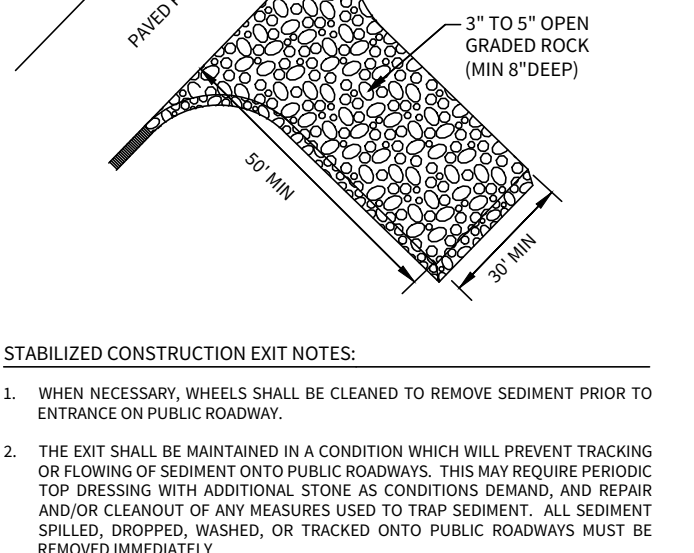 PAVED
3" TO 5" OPEN
GRADED ROCK
(MIN 8"DEEP)
50' MIN
30' MIN
STABILIZED CONSTRUCTION EXIT NOTES:
1. WHEN NECESSARY, WHEELS SHALL BE CLEANED TO REMOVE SEDIMENT PRIOR TO
ENTRANCE ON PUBLIC ROADWAY.
2. THE EXIT SHALL BE MAINTAINED IN A CONDITION WHICH WILL PREVENT TRACKING
OR FLOWING OF SEDIMENT ONTO PUBLIC ROADWAYS. THIS MAY REQUIRE PERIODIC
TOP DRESSING WITH ADDITIONAL STONE AS CONDITIONS DEMAND, AND REPAIR
AND/OR CLEANOUT OF ANY MEASURES USED TO TRAP SEDIMENT. ALL SEDIMENT
SPILLED, DROPPED, WASHED, OR TRACKED ONTO PUBLIC ROADWAYS MUST BE
REMOVED IMMEDIATELY